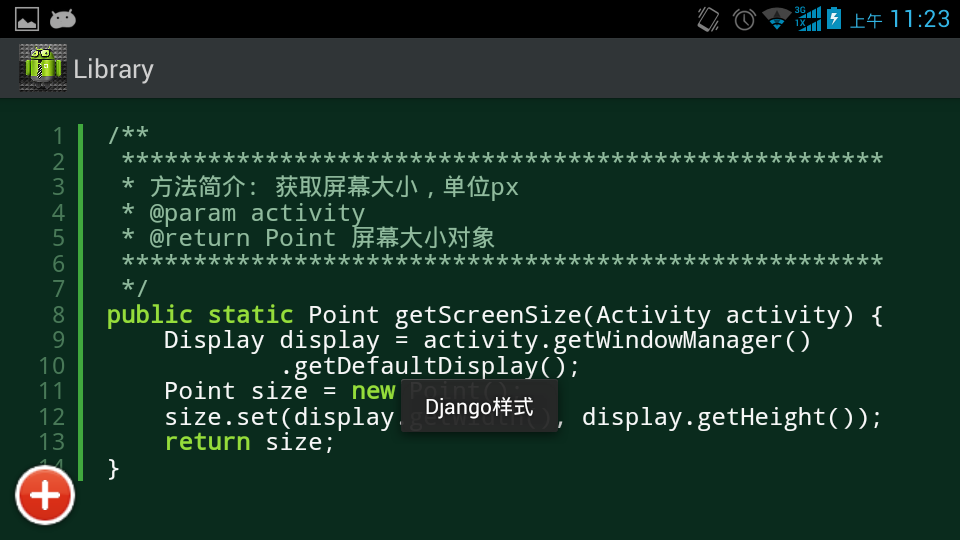 3G
1X
上午 11:23
Library
1 /**
2 *****************************************************
3 * 方法简介: 获取屏幕大小，单位px
4 * @param activity
5 * @return Point 屏幕大小对象
6 *****************************************************
7 */
8 public static Point getScreenSize(Activity activity) {
9 Display display = activity.getWindowManager()
10 .getDefaultDisplay();
11 Point size = new Point();
12 size.set(display.getWidth(), display.getHeight());
13 return size;
14 }
Django样式